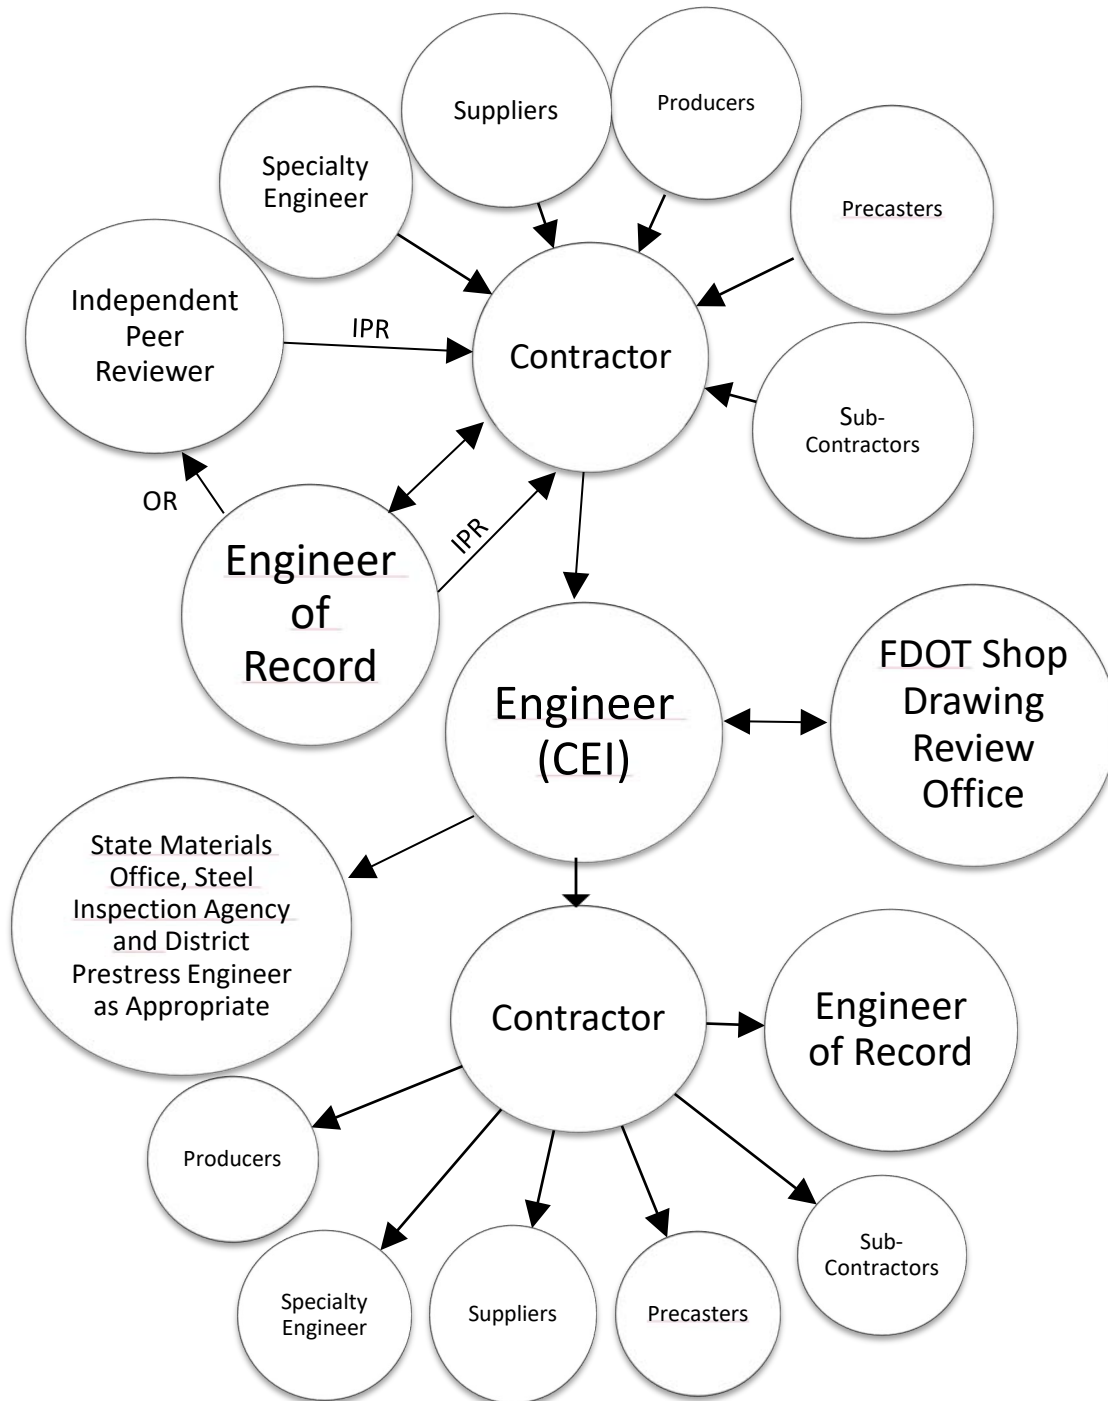 Suppliers
Producers
Specialty
Engineer
Precasters
Independent
Peer
Reviewer
IPR
Contractor
Sub-
Contractors
OR
IPR
Engineer
of
Record
Engineer
(CEI)
FDOT Shop
Drawing
Review
Office
State Materials
Office, Steel
Inspection Agency
and District
Prestress Engineer
as Appropriate
Contractor
Engineer
of Record
Producers
Specialty
Engineer
Suppliers
Precasters
Sub-
Contractors